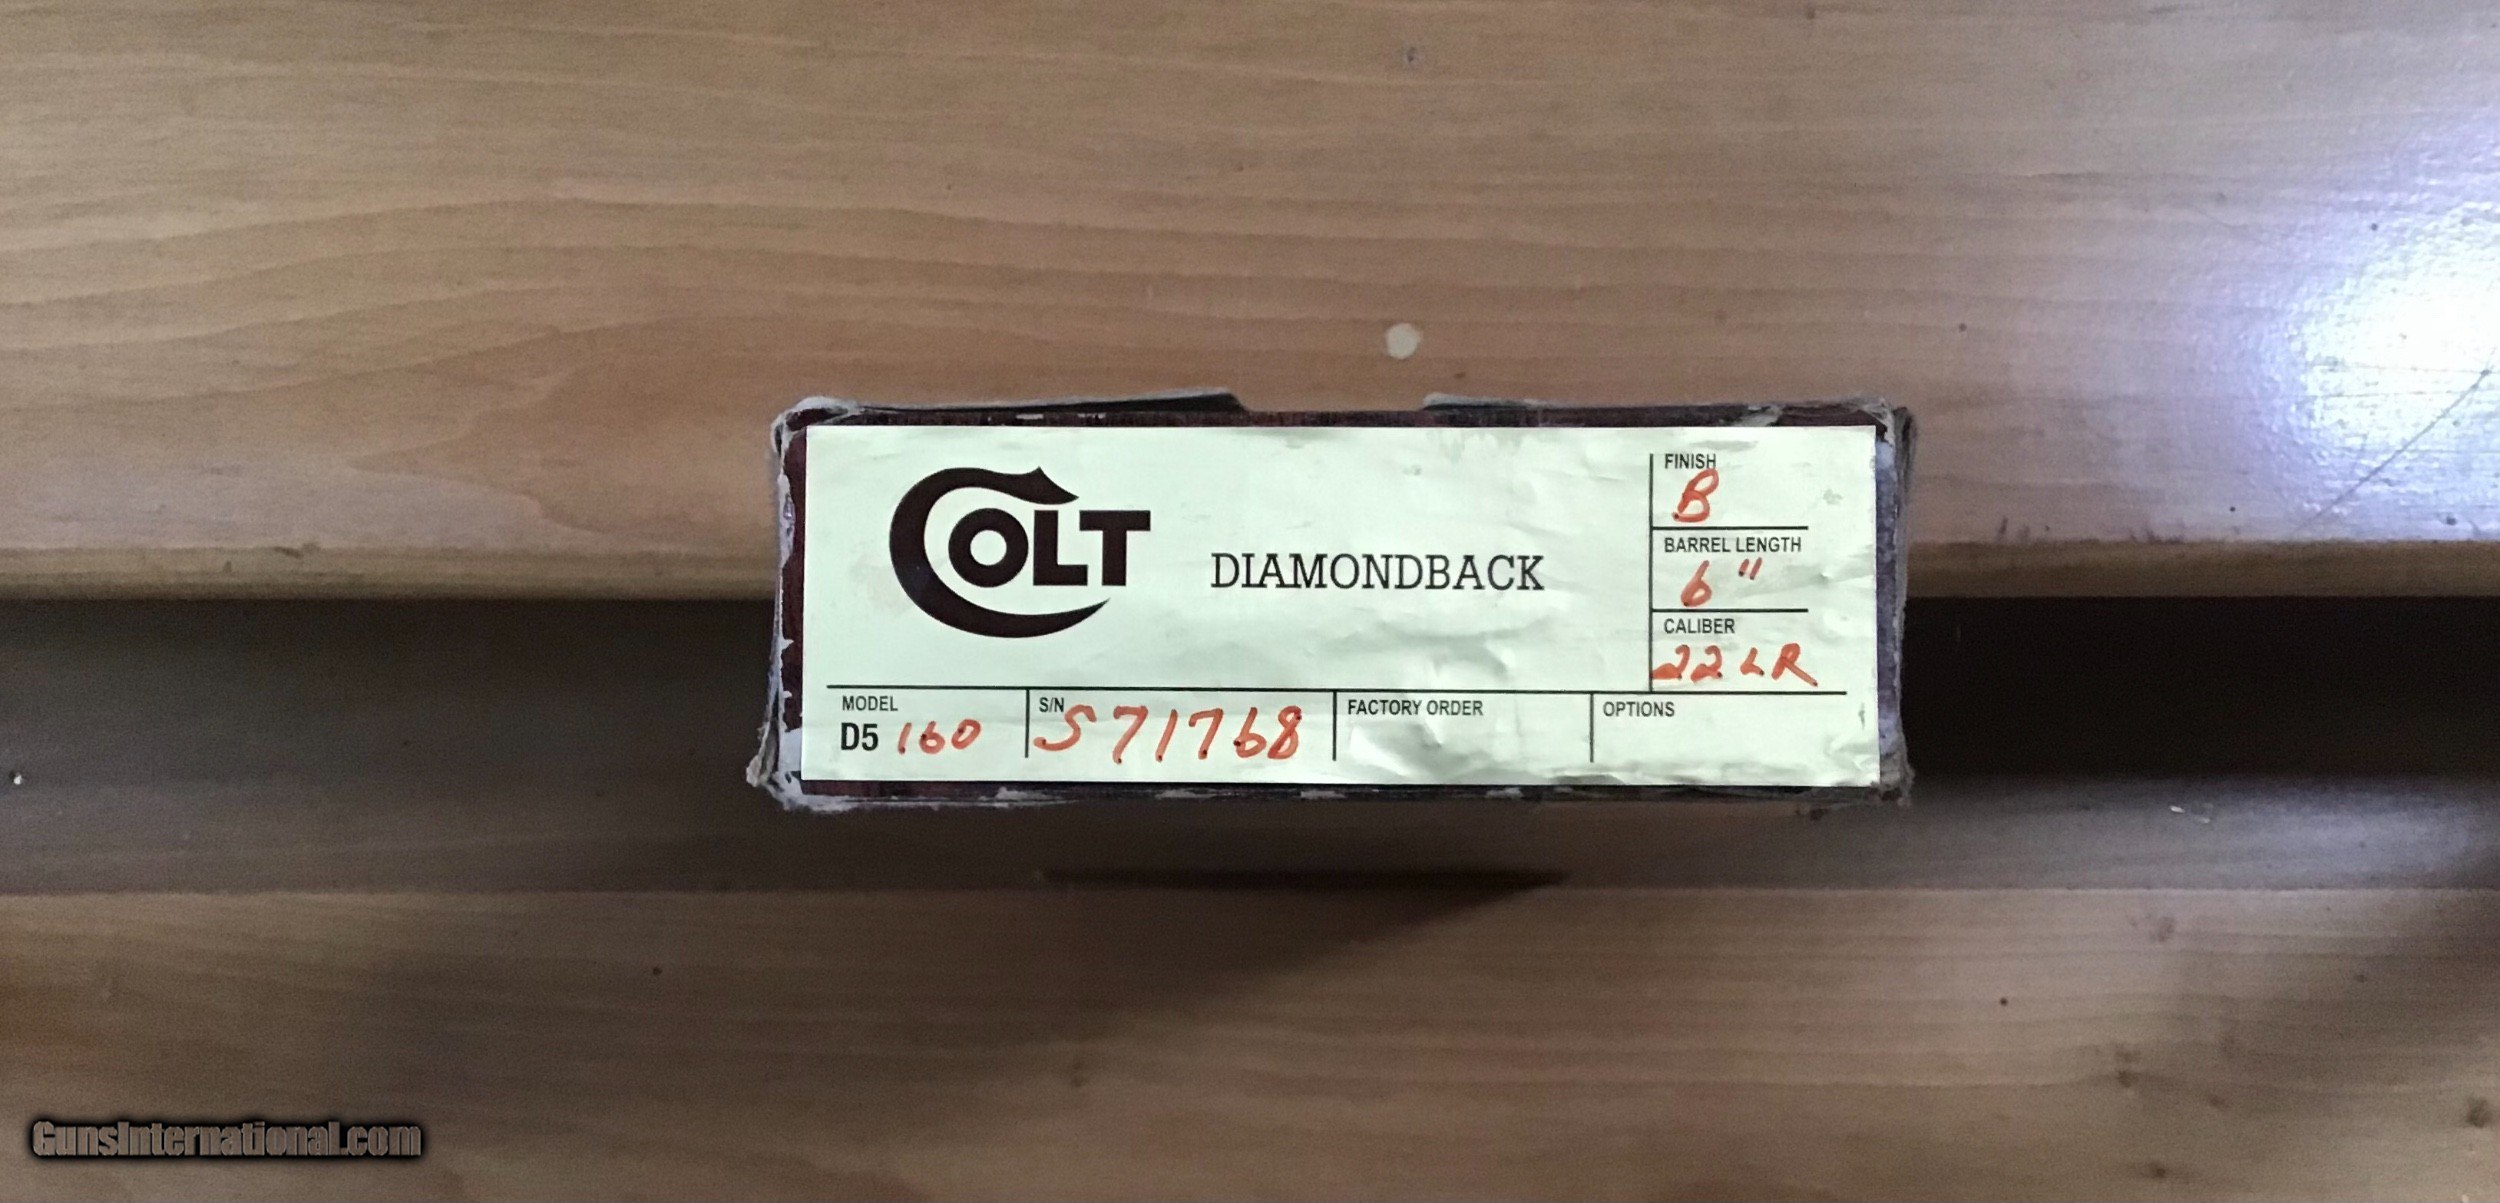 COLT
DIAMONDBACK
FINISH
B
BARREL LENGTH
6"
CALIBER
22 LR
MODEL
D5 160
S/N
S71768
FACTORY ORDER
OPTIONS
GunsInternational.com